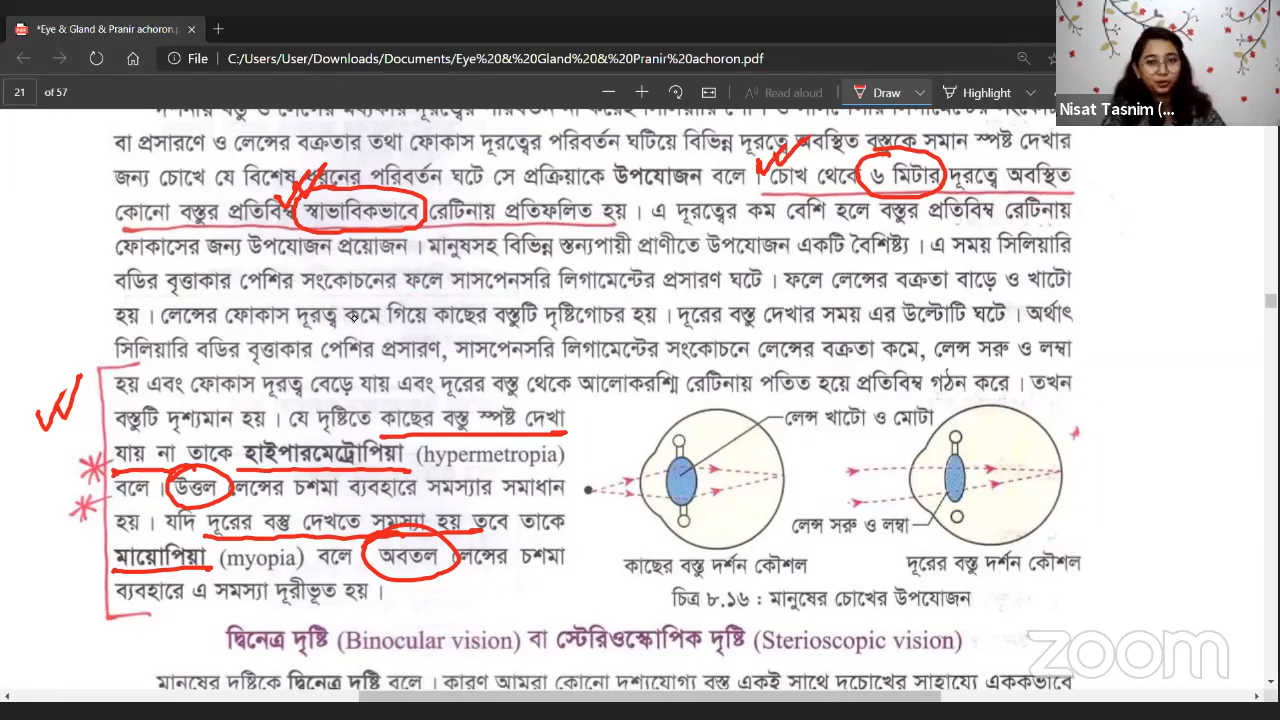 *Eye & Gland & Pranir achoron.p
File C:/Users/User/Downloads/Documents/Eye%20&%20Gland%20&%20Pranir%20achoron.pdf
21 of 57
Read aloud
Draw
Highlight
Nisat Tasnim (...
বা প্রসারণে ও লেন্সের বক্রতার তথা ফোকাস দূরত্বের পরিবর্তন ঘটিয়ে বিভিন্ন দূরত্বে অবস্থিত বস্তুকে সমান স্পষ্ট দেখার
জন্য চোখে যে বিশেষ ধরনের পরিবর্তন ঘটে সে প্রক্রিয়াকে উপযোজন বলে। চোখ থেকে ৬ মিটার দূরত্বে অবস্থিত
কোনো বস্তুর প্রতিবিম্ব স্বাভাবিকভাবে রেটিনায় প্রতিফলিত হয়। এ দূরত্বের কম বেশি হলে বস্তুর প্রতিবিম্ব রেটিনায়
ফোকাসের জন্য উপযোজন প্রয়োজন। মানুষসহ বিভিন্ন স্তন্যপায়ী প্রাণীতে উপযোজন একটি বৈশিষ্ট্য। এ সময় সিলিয়ারি
বডির বৃত্তাকার পেশির সংকোচনের ফলে সাসপেনসরি লিগামেন্টের প্রসারণ ঘটে। ফলে লেন্সের বক্রতা বাড়ে ও খাটো
হয়। লেন্সের ফোকাস দূরত্ব কমে গিয়ে কাছের বস্তুটি দৃষ্টিগোচর হয়। দূরের বস্তু দেখার সময় এর উল্টোটি ঘটে। অর্থাৎ
সিলিয়ারি বডির বৃত্তাকার পেশির প্রসারণ, সাসপেনসরি লিগামেন্টের সংকোচনে লেন্সের বক্রতা কমে, লেন্স সরু ও লম্বা
হয় এবং ফোকাস দূরত্ব বেড়ে যায় এবং দূরের বস্তু থেকে আলোকরশ্মি রেটিনায় পতিত হয়ে প্রতিবিম্ব গঠন করে। তখন
বস্তুটি দৃশ্যমান হয়। যে দৃষ্টিতে কাছের বস্তু স্পষ্ট দেখা
যায় না তাকে হাইপারমেট্রোপিয়া (hypermetropia)
বলে। উত্তল লেন্সের চশমা ব্যবহারে সমস্যার সমাধান
হয়। যদি দূরের বস্তু দেখতে সমস্যা হয় তবে তাকে
মায়োপিয়া (myopia) বলে অবতল লেন্সের চশমা
ব্যবহারে এ সমস্যা দূরীভূত হয়।
লেন্স খাটো ও মোটা
লেন্স সরু ও লম্বা
কাছের বস্তু দর্শন কৌশল
দূরের বস্তু দর্শন কৌশল
চিত্র ৮.১৬ : মানুষের চোখের উপযোজন
দ্বিনেত্র দৃষ্টি (Binocular vision) বা স্টেরিওস্কোপিক দৃষ্টি (Sterioscopic vision)
মানুষের দৃষ্টিকে দ্বিনেত্র দৃষ্টি বলে। কারণ আমরা কোনো দৃশ্যযোগ্য বস্তু একই সাথে দুচোখের সাহায্যে এককভাবে
zoom